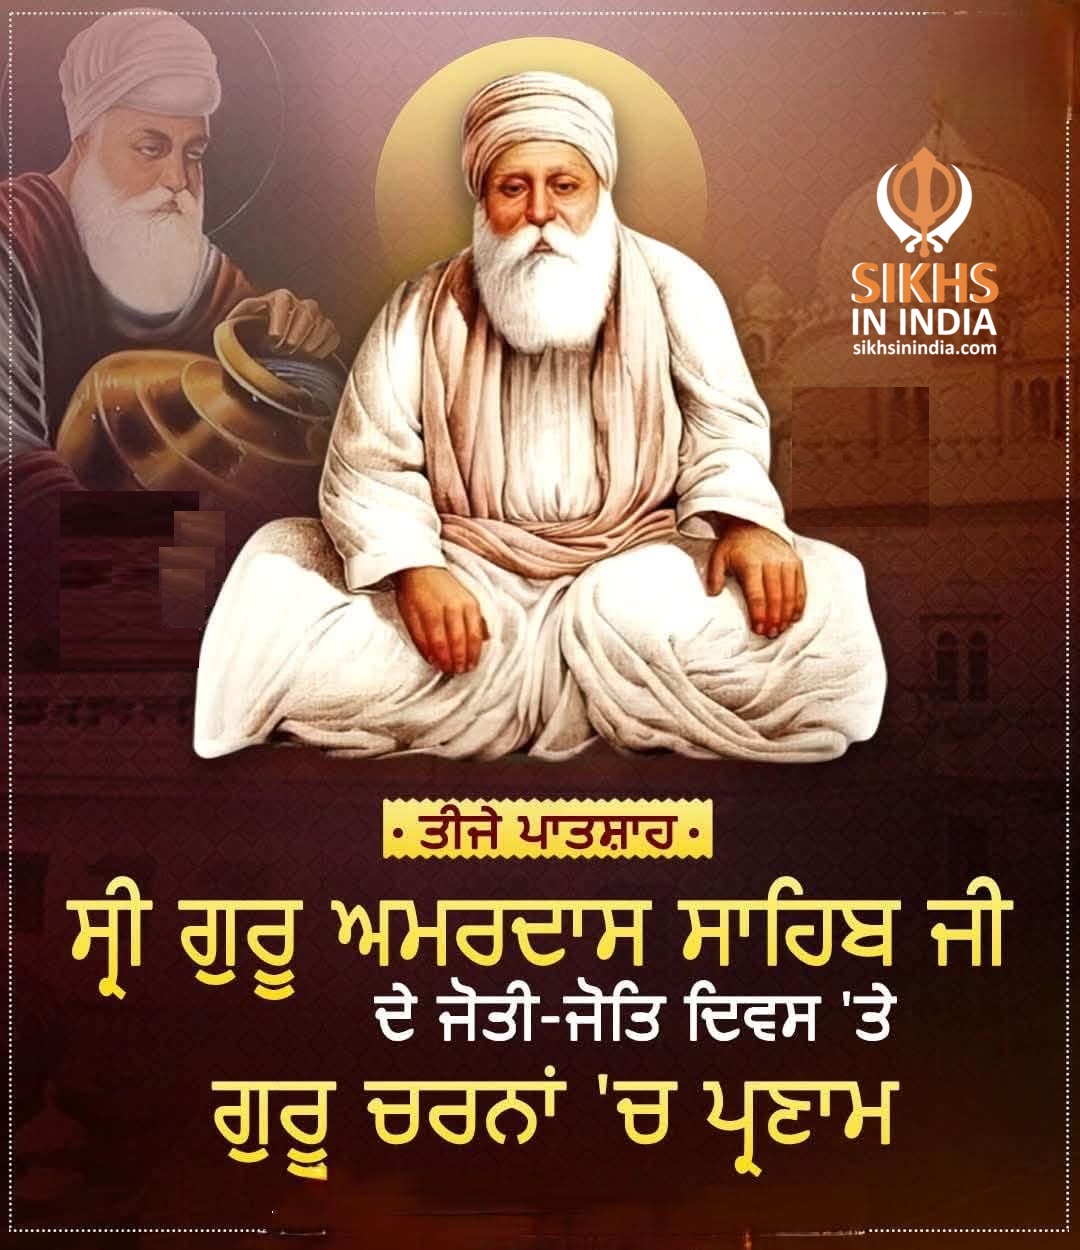 SIKHS
IN INDIA
sikhsinindia.com
• ਤੀਜੇ ਪਾਤਸ਼ਾਹ •
ਸ੍ਰੀ ਗੁਰੂ ਅਮਰਦਾਸ ਸਾਹਿਬ ਜੀ
ਦੇ ਜੋਤੀ-ਜੋਤਿ ਦਿਵਸ 'ਤੇ
ਗੁਰੂ ਚਰਨਾਂ 'ਚ ਪ੍ਰਣਾਮ